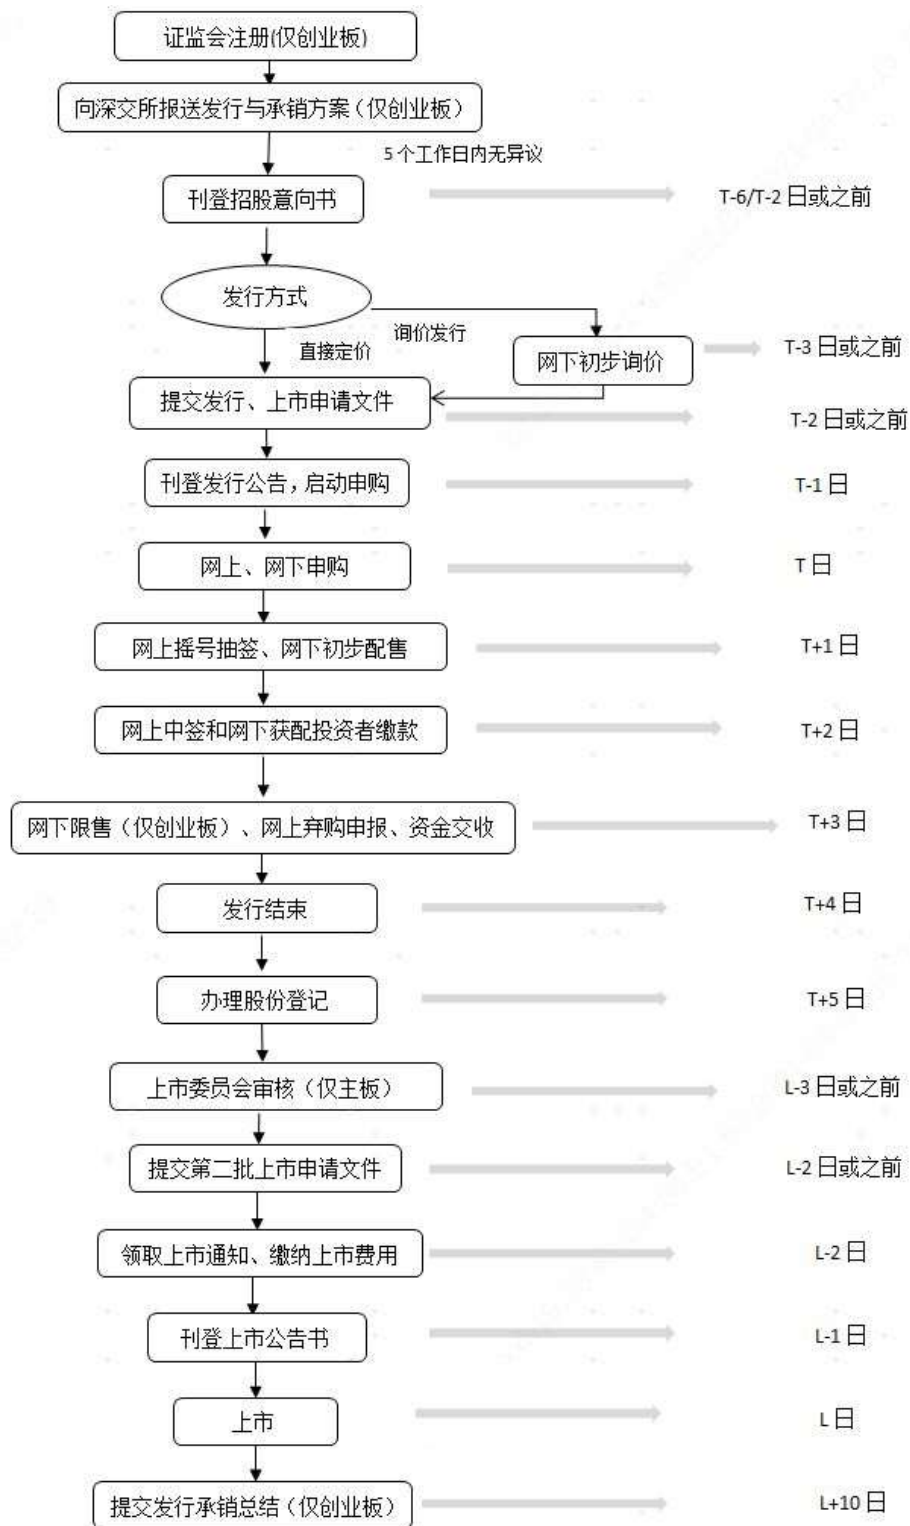 证监会注册(仅创业板)
向深交所报送发行与承销方案（仅创业板）
5 个工作日内无异议
刊登招股意向书
T-6/T-2 日或之前
发行方式
询价发行
直接定价
网下初步询价
T-3 日或之前
提交发行、上市申请文件
T-2 日或之前
刊登发行公告，启动申购
T-1 日
网上、网下申购
T 日
网上摇号抽签、网下初步配售
T+1 日
网上中签和网下获配投资者缴款
T+2 日
网下限售（仅创业板）、网上弃购申报、资金交收
T+3 日
发行结束
T+4 日
办理股份登记
T+5 日
上市委员会审核（仅主板）
L-3 日或之前
提交第二批上市申请文件
L-2 日或之前
领取上市通知、缴纳上市费用
L-2 日
刊登上市公告书
L-1 日
上市
L 日
提交发行承销总结（仅创业板）
L+10 日